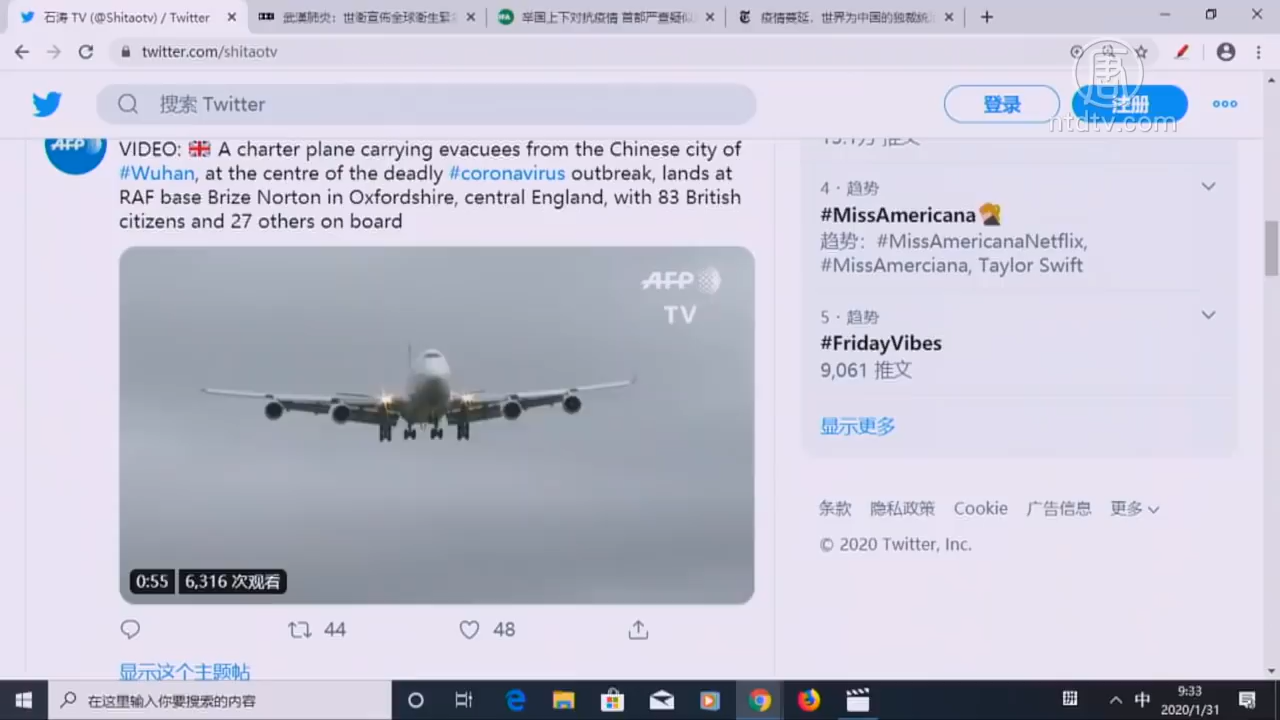 石涛 TV (@Shitaotv) / Twitter
武漢肺炎：世衛宣佈全球衛生緊
举国上下对抗疫情 首都严查疑似
疫情蔓延，世界为中国的独裁统
twitter.com/shitaotv
搜索 Twitter
登录
注册
ntdtv.com
AFP
VIDEO: 🇬🇧 A charter plane carrying evacuees from the Chinese city of
#Wuhan, at the centre of the deadly #coronavirus outbreak, lands at
RAF base Brize Norton in Oxfordshire, central England, with 83 British
citizens and 27 others on board
AFP
TV
0:55
6,316 次观看
44
48
显示这个主题帖
4 · 趋势
#MissAmericana
趋势：#MissAmericanaNetflix,
#MissAmerciana, Taylor Swift
5 · 趋势
#FridayVibes
9,061 推文
显示更多
条款 隐私政策 Cookie 广告信息 更多
© 2020 Twitter, Inc.
在这里输入你要搜索的内容
中
9:33
2020/1/31